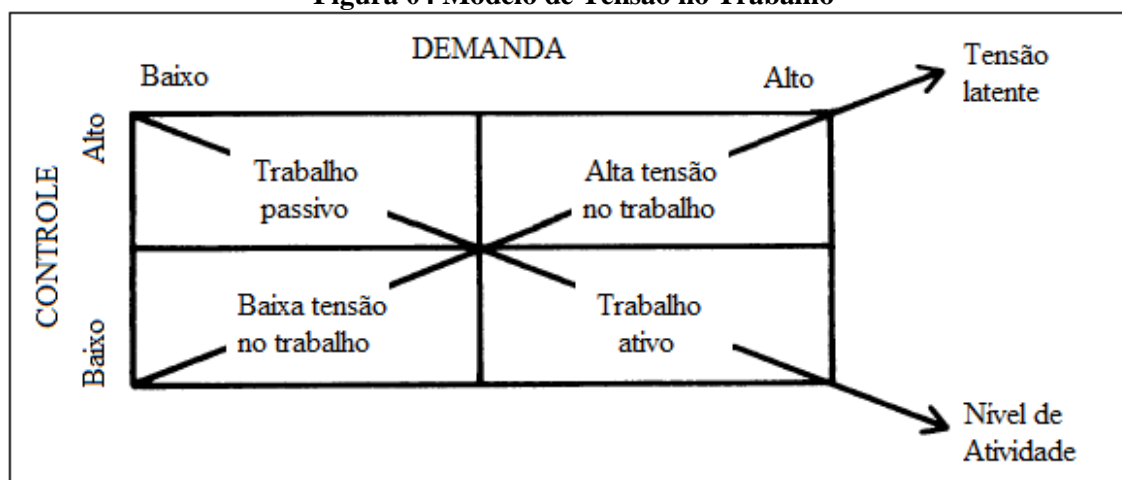 Figura 04 Modelo de Tensão no Trabalho
DEMANDA
Baixo
Alto
Tensão
latente
CONTROLE
Alto
Baixo
Trabalho
passivo
Alta tensão
no trabalho
Baixa tensão
no trabalho
Trabalho
ativo
Nível de
Atividade